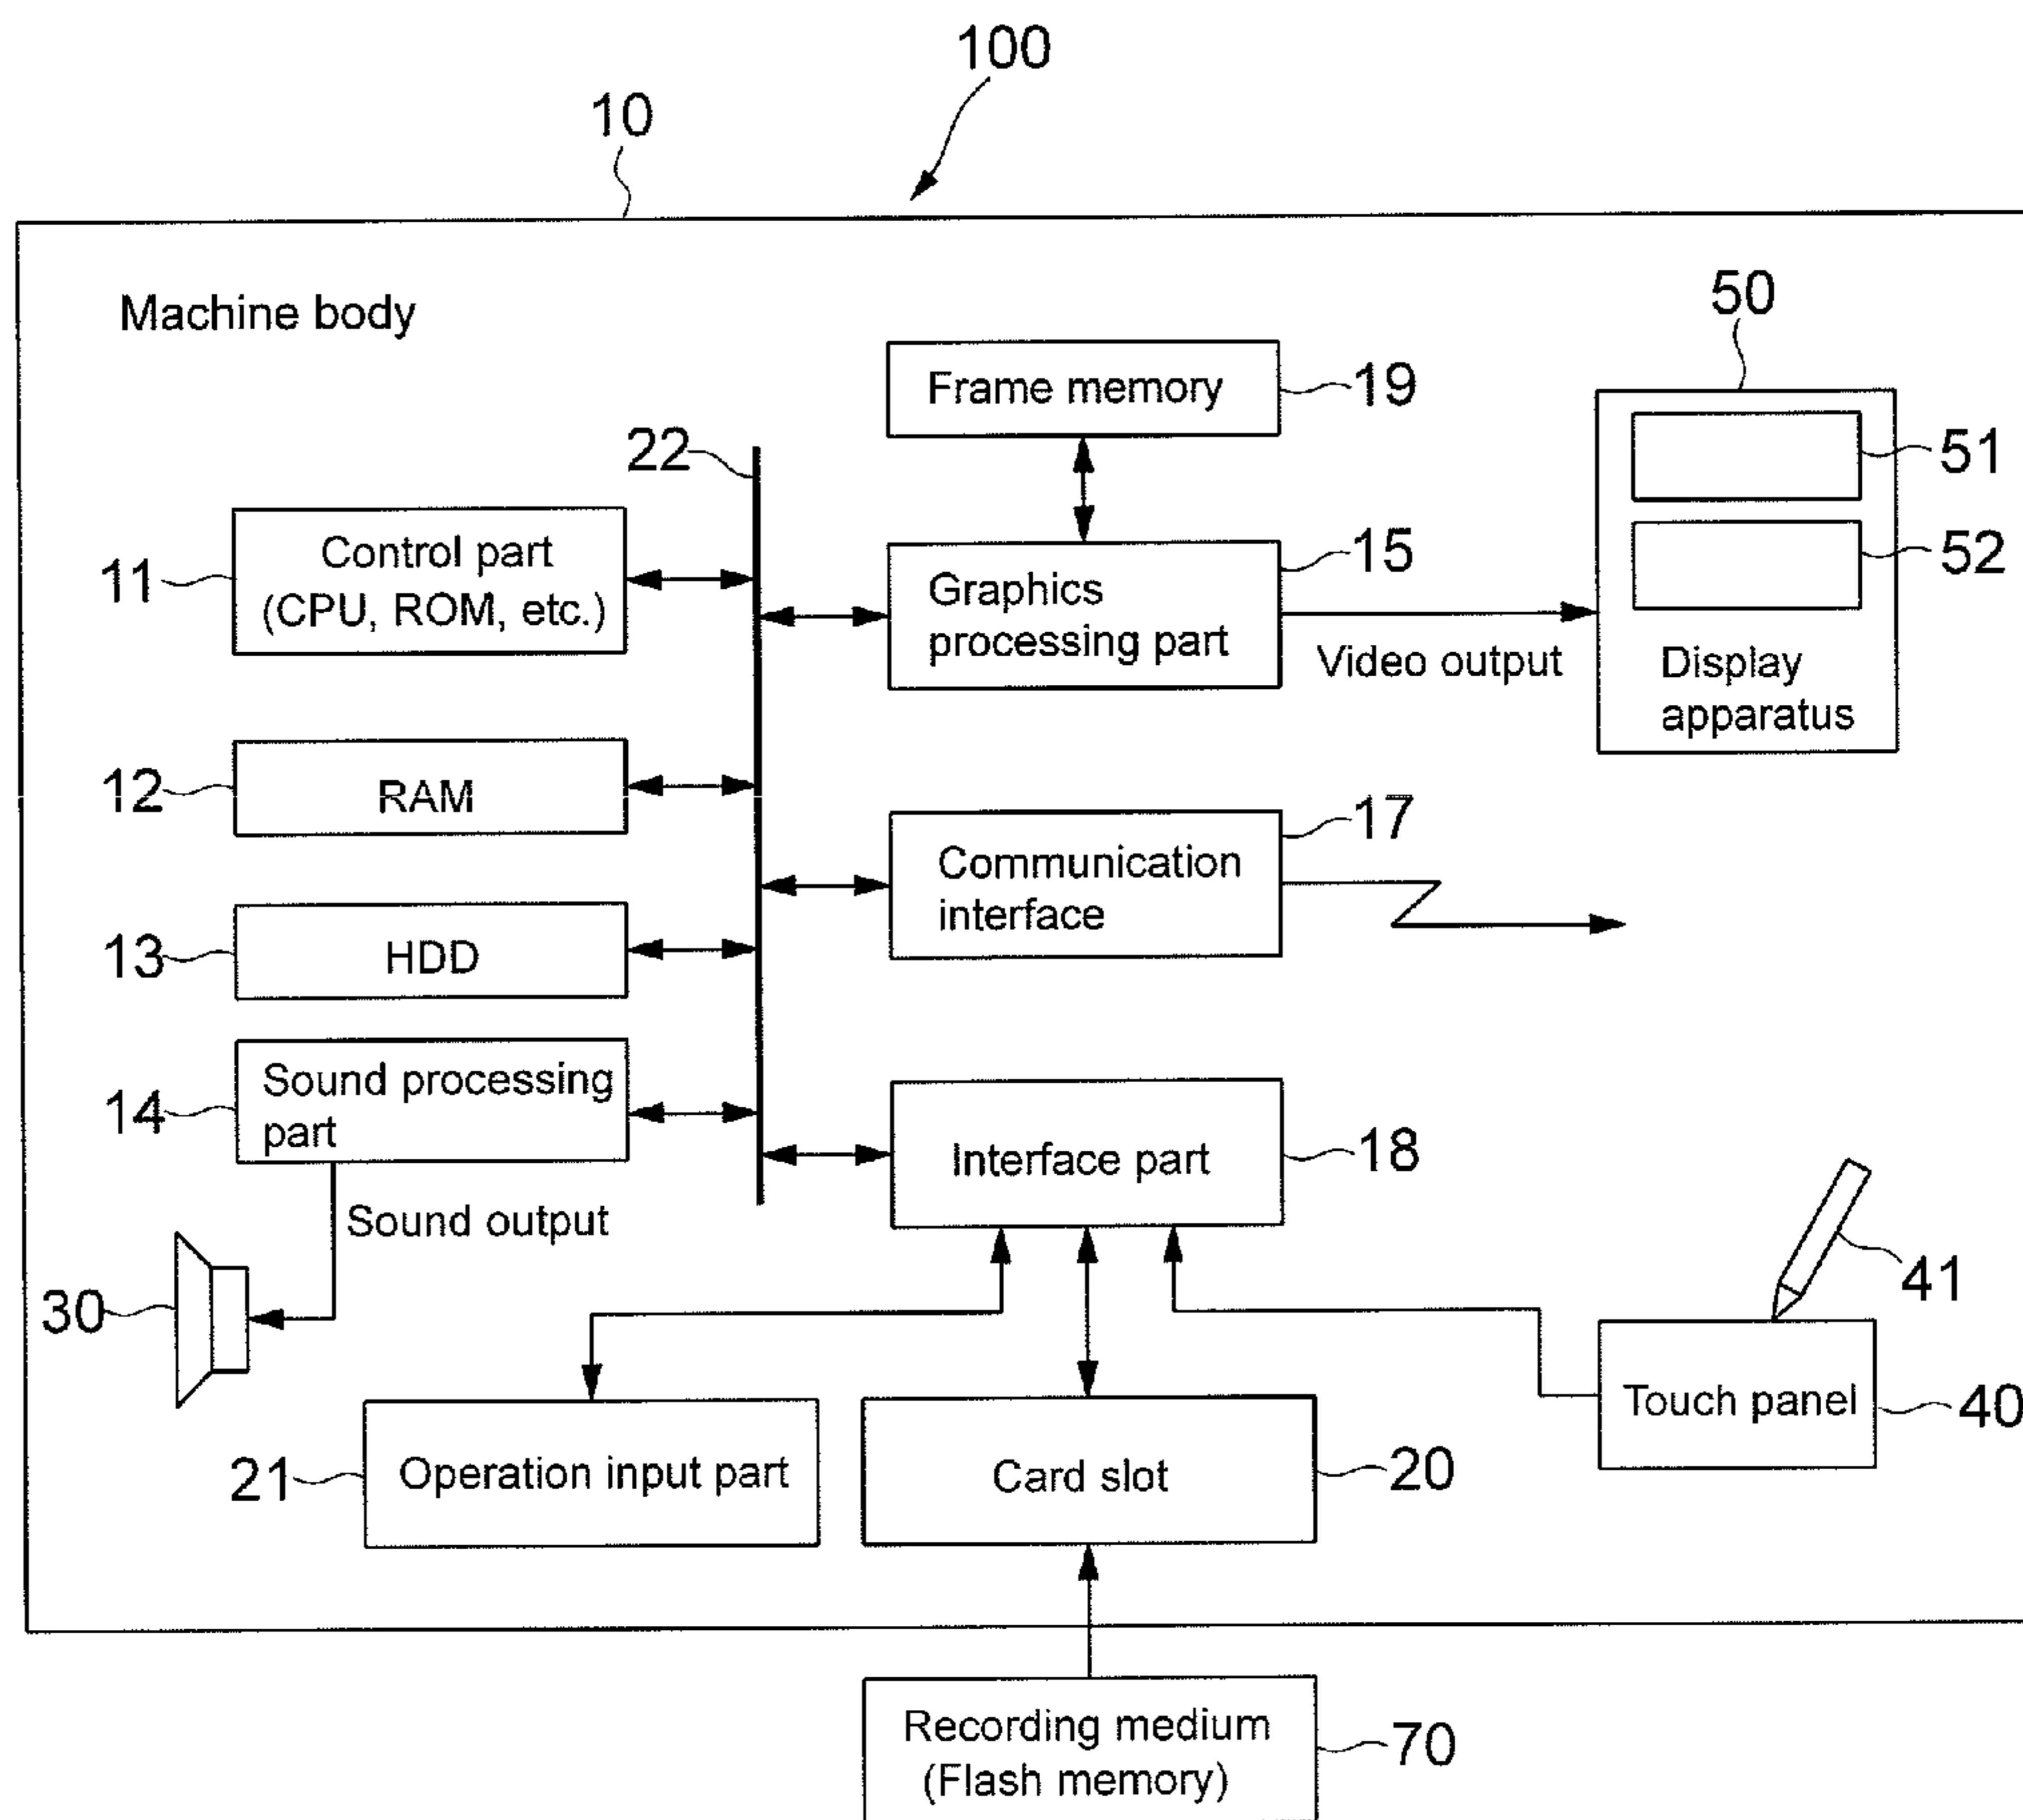 100
10
Machine body
50
Frame memory
19
22
51
Control part
(CPU, ROM, etc.)
11
Graphics
processing part
15
52
Video output
Display
apparatus
RAM
12
Communication
interface
17
HDD
13
Sound processing
part
14
Interface part
18
Sound output
41
30
Touch panel
40
Operation input part
21
Card slot
20
Recording medium
(Flash memory)
70